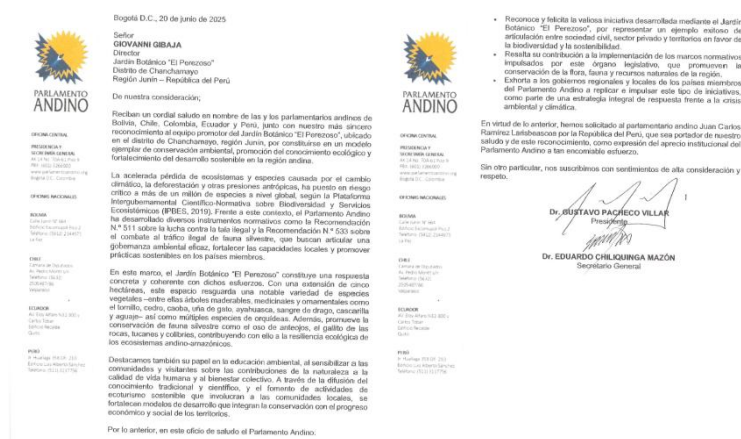 Bogotá D.C., 20 de junio de 2025
Señor
GIOVANNI GIBAJA
Director
Jardín Botánico "El Perezoso"
Distrito de Chanchamayo
Región Junín – República del Perú
De nuestra consideración;
Reciban un cordial saludo en nombre de las y los parlamentarios andinos de
Bolivia, Chile, Colombia, Ecuador y Perú, junto con nuestro más sincero
reconocimiento al equipo promotor del Jardín Botánico "El Perezoso", ubicado
en el distrito de Chanchamayo, región Junín, por constituirse en un modelo
ejemplar de conservación ambiental, promoción del conocimiento ecológico y
fortalecimiento del desarrollo sostenible en la región andina.
La acelerada pérdida de ecosistemas y especies causada por el cambio
climático, la deforestación y otras presiones antrópicas, ha puesto en riesgo
crítico a más de un millón de especies a nivel global, según la Plataforma
Intergubernamental Científico-Normativa sobre Biodiversidad y Servicios
Ecosistémicos (IPBES, 2019). Frente a este contexto, el Parlamento Andino
ha desarrollado diversos instrumentos normativos como la Recomendación
N.° 511 sobre la lucha contra la tala ilegal y la Recomendación N.° 533 sobre
el combate al tráfico ilegal de fauna silvestre, que buscan articular una
gobernanza ambiental eficaz, fortalecer las capacidades locales y promover
prácticas sostenibles en los países miembros.
En este marco, el Jardín Botánico "El Perezoso" constituye una respuesta
concreta y coherente con dichos esfuerzos. Con una extensión de cinco
hectáreas, este espacio resguarda una notable variedad de especies
vegetales –entre ellas árboles maderables, medicinales y ornamentales como
el tornillo, cedro, caoba, uña de gato, ayahuasca, sangre de drago, cascarilla
y aguaje– así como múltiples especies de orquídeas. Además, promueve la
conservación de fauna silvestre como el oso de anteojos, el gallito de las
rocas, tucanes y colibríes, contribuyendo con ello a la resiliencia ecológica de
los ecosistemas andino-amazónicos.
Destacamos también su papel en la educación ambiental, al sensibilizar a las
comunidades y visitantes sobre las contribuciones de la naturaleza a la
calidad de vida humana y al bienestar colectivo. A través de la difusión del
conocimiento tradicional y científico, y el fomento de actividades de
ecoturismo sostenible que involucran a las comunidades locales, se
fortalecen modelos de desarrollo que integran la conservación con el progreso
económico y social de los territorios.
Por lo anterior, en este oficio de saludo el Parlamento Andino.
PARLAMENTO
ANDINO
OFICINA CENTRAL
PRESIDENCIA Y
SECRETARÍA GENERAL
OFICINAS NACIONALES
BOLIVIA
CHILE
ECUADOR
PERÚ
• Reconoce y felicita la valiosa iniciativa desarrollada mediante el Jardín
Botánico "El Perezoso", por representar un ejemplo exitoso de
articulación entre sociedad civil, sector privado y territorios en favor de
la biodiversidad y la sostenibilidad.
• Resalta su contribución a la implementación de los marcos normativos
impulsados por este órgano legislativo, que promueven la
conservación de la flora, fauna y recursos naturales de la región.
• Exhorta a los gobiernos regionales y locales de los países miembros
del Parlamento Andino a replicar e impulsar este tipo de iniciativas,
como parte de una estrategia integral de respuesta frente a la crisis
ambiental y climática.
En virtud de lo anterior, hemos solicitado al parlamentario andino Juan Carlos
Ramírez Larisbeascoa por la República del Perú, que sea portador de nuestro
saludo y de este reconocimiento, como expresión del aprecio institucional del
Parlamento Andino a tan encomiable esfuerzo.
Sin otro particular, nos suscribimos con sentimientos de alta consideración y
respeto.
Dr. GUSTAVO PACHECO VILLAR
Presidente
Dr. EDUARDO CHILIQUINGA MAZÓN
Secretario General
PARLAMENTO
ANDINO
OFICINA CENTRAL
PRESIDENCIA Y
SECRETARÍA GENERAL
OFICINAS NACIONALES
BOLIVIA
CHILE
ECUADOR
PERÚ